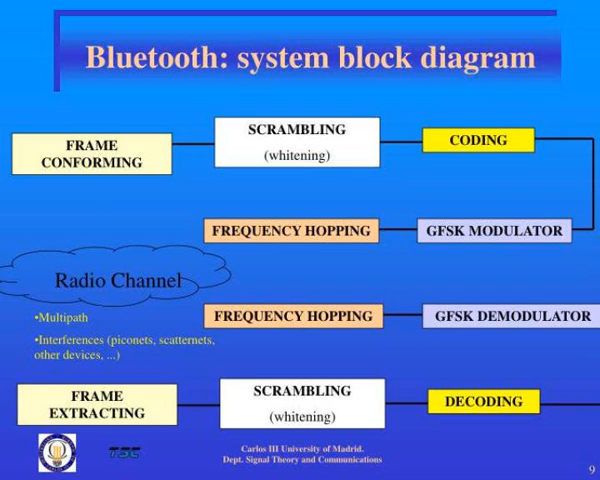 Bluetooth: system block diagram
FRAME
CONFORMING
SCRAMBLING
(whitening)
CODING
FREQUENCY HOPPING
GFSK MODULATOR
Radio Channel
•Multipath
•Interferences (piconets, scatternets,
other devices, ...)
FREQUENCY HOPPING
GFSK DEMODULATOR
FRAME
EXTRACTING
SCRAMBLING
(whitening)
DECODING
TSC
Carlos III University of Madrid.
Dept. Signal Theory and Communications
9